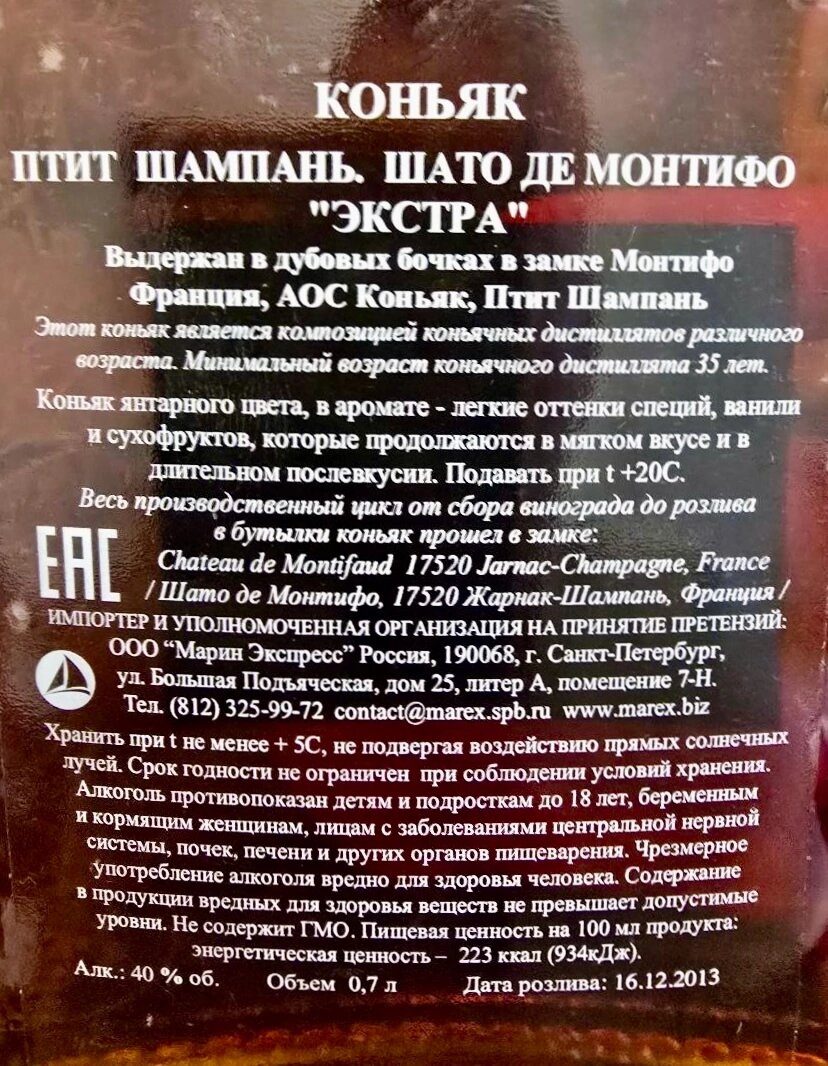 КОНЬЯК
ПТИТ ШАМПАНЬ. ШАТО ДЕ МОНТИФО
"ЭКСТРА"
Выдержан в дубовых бочках в замке Монтифо
Франция, АОС Коньяк, Птит Шампань
Этот коньяк является композицией коньячных дистиллятов различного
возраста. Минимальный возраст коньячного дистиллята 35 лет.
Коньяк янтарного цвета, в аромате - легкие оттенки специй, ванили
и сухофруктов, которые продолжаются в мягком вкусе и в
длительном послевкусии. Подавать при t +20С.
Весь производственный цикл от сбора винограда до розлива
в бутылки коньяк прошел в замке:
EAC
Chateau de Montifaud 17520 Jarnac-Champagne, France
/ Шато де Монтифо, 17520 Жарнак-Шампань, Франция /
ИМПОРТЕР И УПОЛНОМОЧЕННАЯ ОРГАНИЗАЦИЯ НА ПРИНЯТИЕ ПРЕТЕНЗИЙ:
ООО “Марин Экспресс” Россия, 190068, г. Санкт-Петербург,
ул. Большая Подъяческая, дом 25, литер А, помещение 7-Н.
Тел. (812) 325-99-72 contact@marex.spb.ru www.marex.biz
Хранить при t не менее + 5С, не подвергая воздействию прямых солнечных
лучей. Срок годности не ограничен при соблюдении условий хранения.
Алкоголь противопоказан детям и подросткам до 18 лет, беременным
и кормящим женщинам, лицам с заболеваниями центральной нервной
системы, почек, печени и других органов пищеварения. Чрезмерное
употребление алкоголя вредно для здоровья человека. Содержание
в продукции вредных для здоровья веществ не превышает допустимые
уровни. Не содержит ГМО. Пищевая ценность на 100 мл продукта:
энергетическая ценность – 223 ккал (934кДж).
Алк.: 40 % об. Объем 0,7 л Дата розлива: 16.12.2013